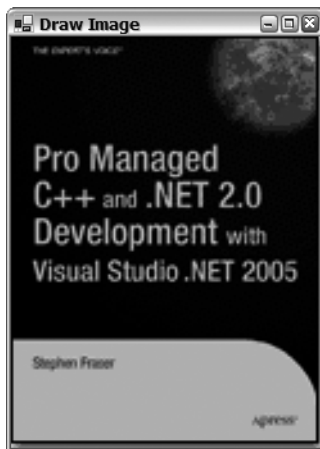 Draw Image
THE EXPERT'S VOICE®
Pro Managed
C++ and .NET 2.0
Development with
Visual Studio .NET 2005
Stephen Fraser
Apress®